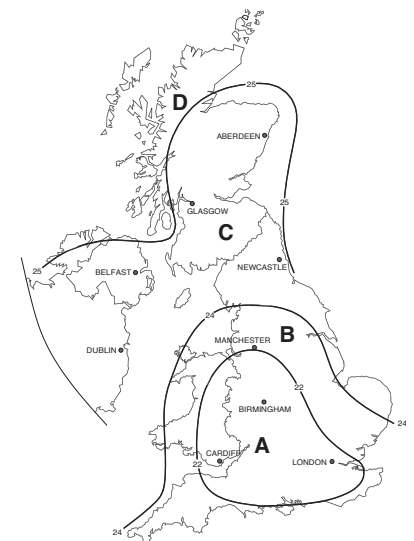 25
D
ABERDEEN
25
GLASGOW
C
NEWCASTLE
25
BELFAST
24
MANCHESTER
B
DUBLIN
22
BIRMINGHAM
24
A
CARDIFF
22
LONDON
24